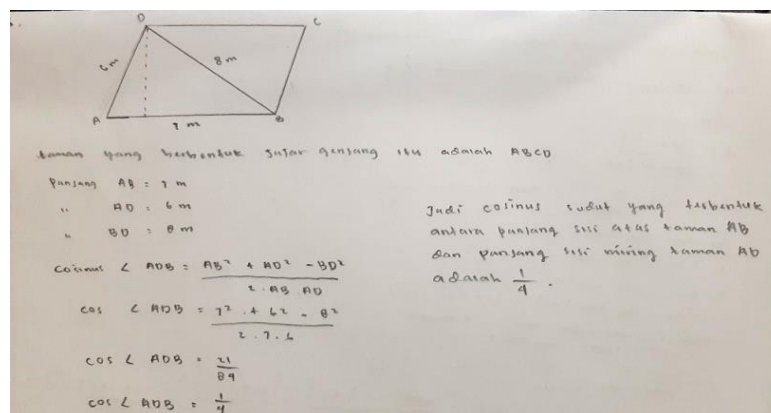 D
C
6 m
8 m
A
7 m
B
taman yang berbentuk jajar genjang itu adalah ABCD
Panjang AB = 7 m
" AD = 6 m
" BD = 8 m
cosinus ∠ ADB = AB² + AD² - BD²
2 . AB . AD
cos ∠ ADB = 7² + 6² - 8²
2 . 7 . 6
cos ∠ ADB = 21
84
cos ∠ ADB = 1
4
Jadi cosinus sudut yang terbentuk
antara panjang sisi atas taman AB
dan panjang sisi miring taman AD
adalah 1/4 .